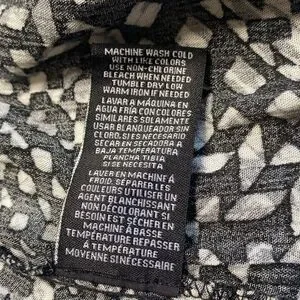 MACHINE WASH COLD
WITH LIKE COLORS
USE NON-CHLORINE
BLEACH WHEN NEEDED
TUMBLE DRY LOW
WARM IRON IF NEEDED
LAVAR A MÁQUINA EN
AGUA FRÍA CON COLORES
SIMILARES SOLAMENTE
USAR BLANQUEADOR SIN
CLORO, SI ES NECESARIO
SECAR EN SECADORA A
BAJA TEMPERATURA
PLANCHA TIBIA
SI SE NECESITA
LAVER EN MACHINE À
FROID. SÉPARER LES
COULEURS UTILISER UN
AGENT BLANCHISSANT
NON DÉCOLORANT SI
BESOIN EST SÉCHER EN
MACHINE À BASSE
TEMPÉRATURE REPASSER
À TEMPÉRATURE
MOYENNE SI NÉCESSAIRE